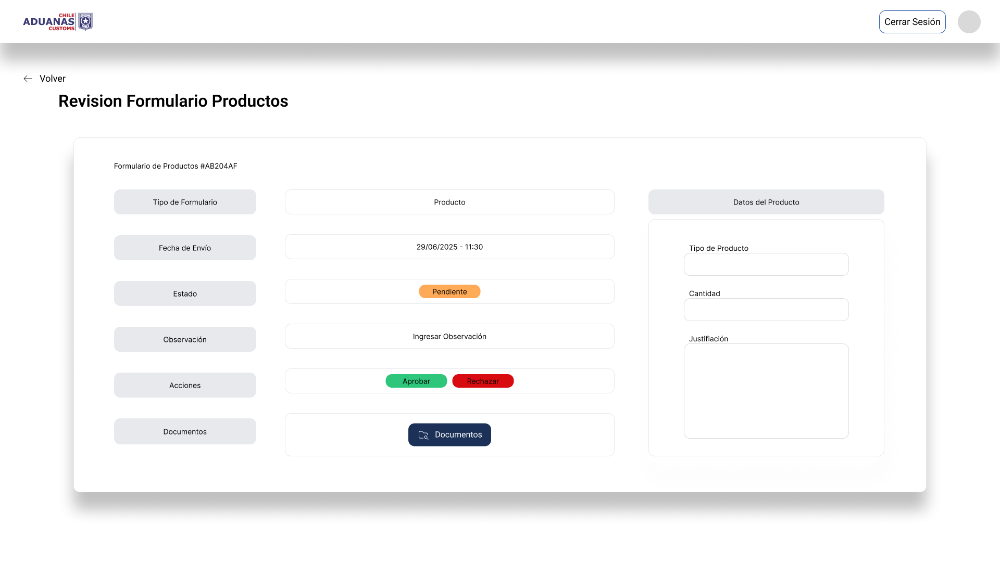 CHILE
ADUANAS
CUSTOMS
Cerrar Sesión
Volver
Revision Formulario Productos
Formulario de Productos #AB204AF
Tipo de Formulario
Producto
Fecha de Envío
29/06/2025 - 11:30
Estado
Pendiente
Observación
Ingresar Observación
Acciones
Aprobar
Rechazar
Documentos
Documentos
Datos del Producto
Tipo de Producto
Cantidad
Justifiación